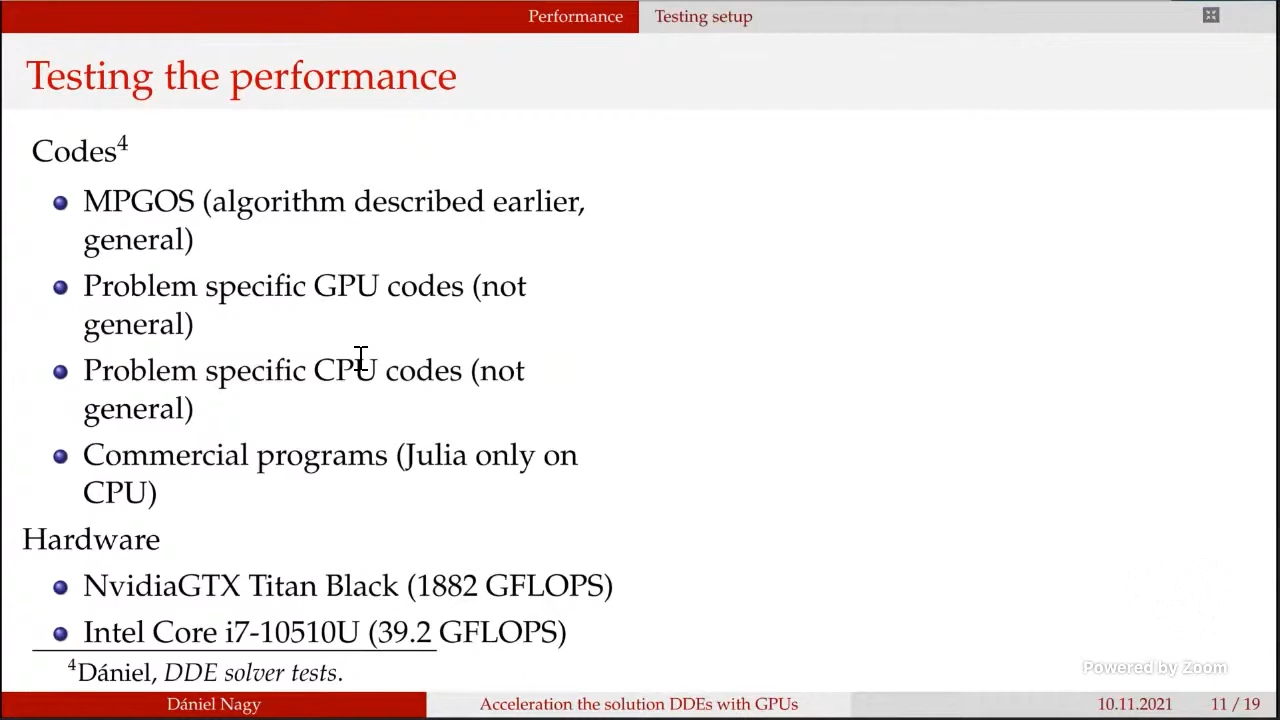 Performance Testing setup
Testing the performance
Codes⁴
MPGOS (algorithm described earlier,
general)
Problem specific GPU codes (not
general)
Problem specific CPU codes (not
general)
Commercial programs (Julia only on
CPU)
Hardware
NvidiaGTX Titan Black (1882 GFLOPS)
Intel Core i7-10510U (39.2 GFLOPS)
⁴Dániel, DDE solver tests.
Powered by Zoom
Dániel Nagy Acceleration the solution DDEs with GPUs 10.11.2021 11 / 19